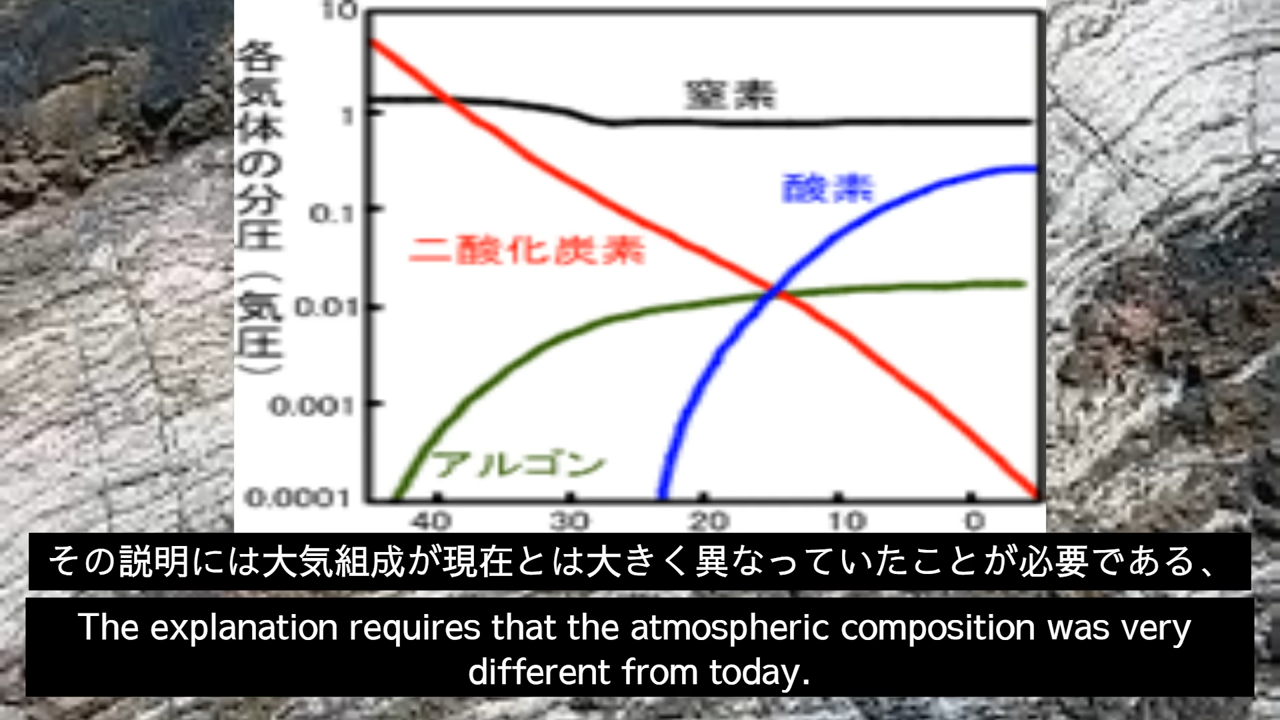 10
各気体の分圧（気圧）
窒素
1
酸素
0.1
二酸化炭素
0.01
0.001
アルゴン
0.0001
40 30 20 10 0
その説明には大気組成が現在とは大きく異なっていたことが必要である、
The explanation requires that the atmospheric composition was very
different from today.